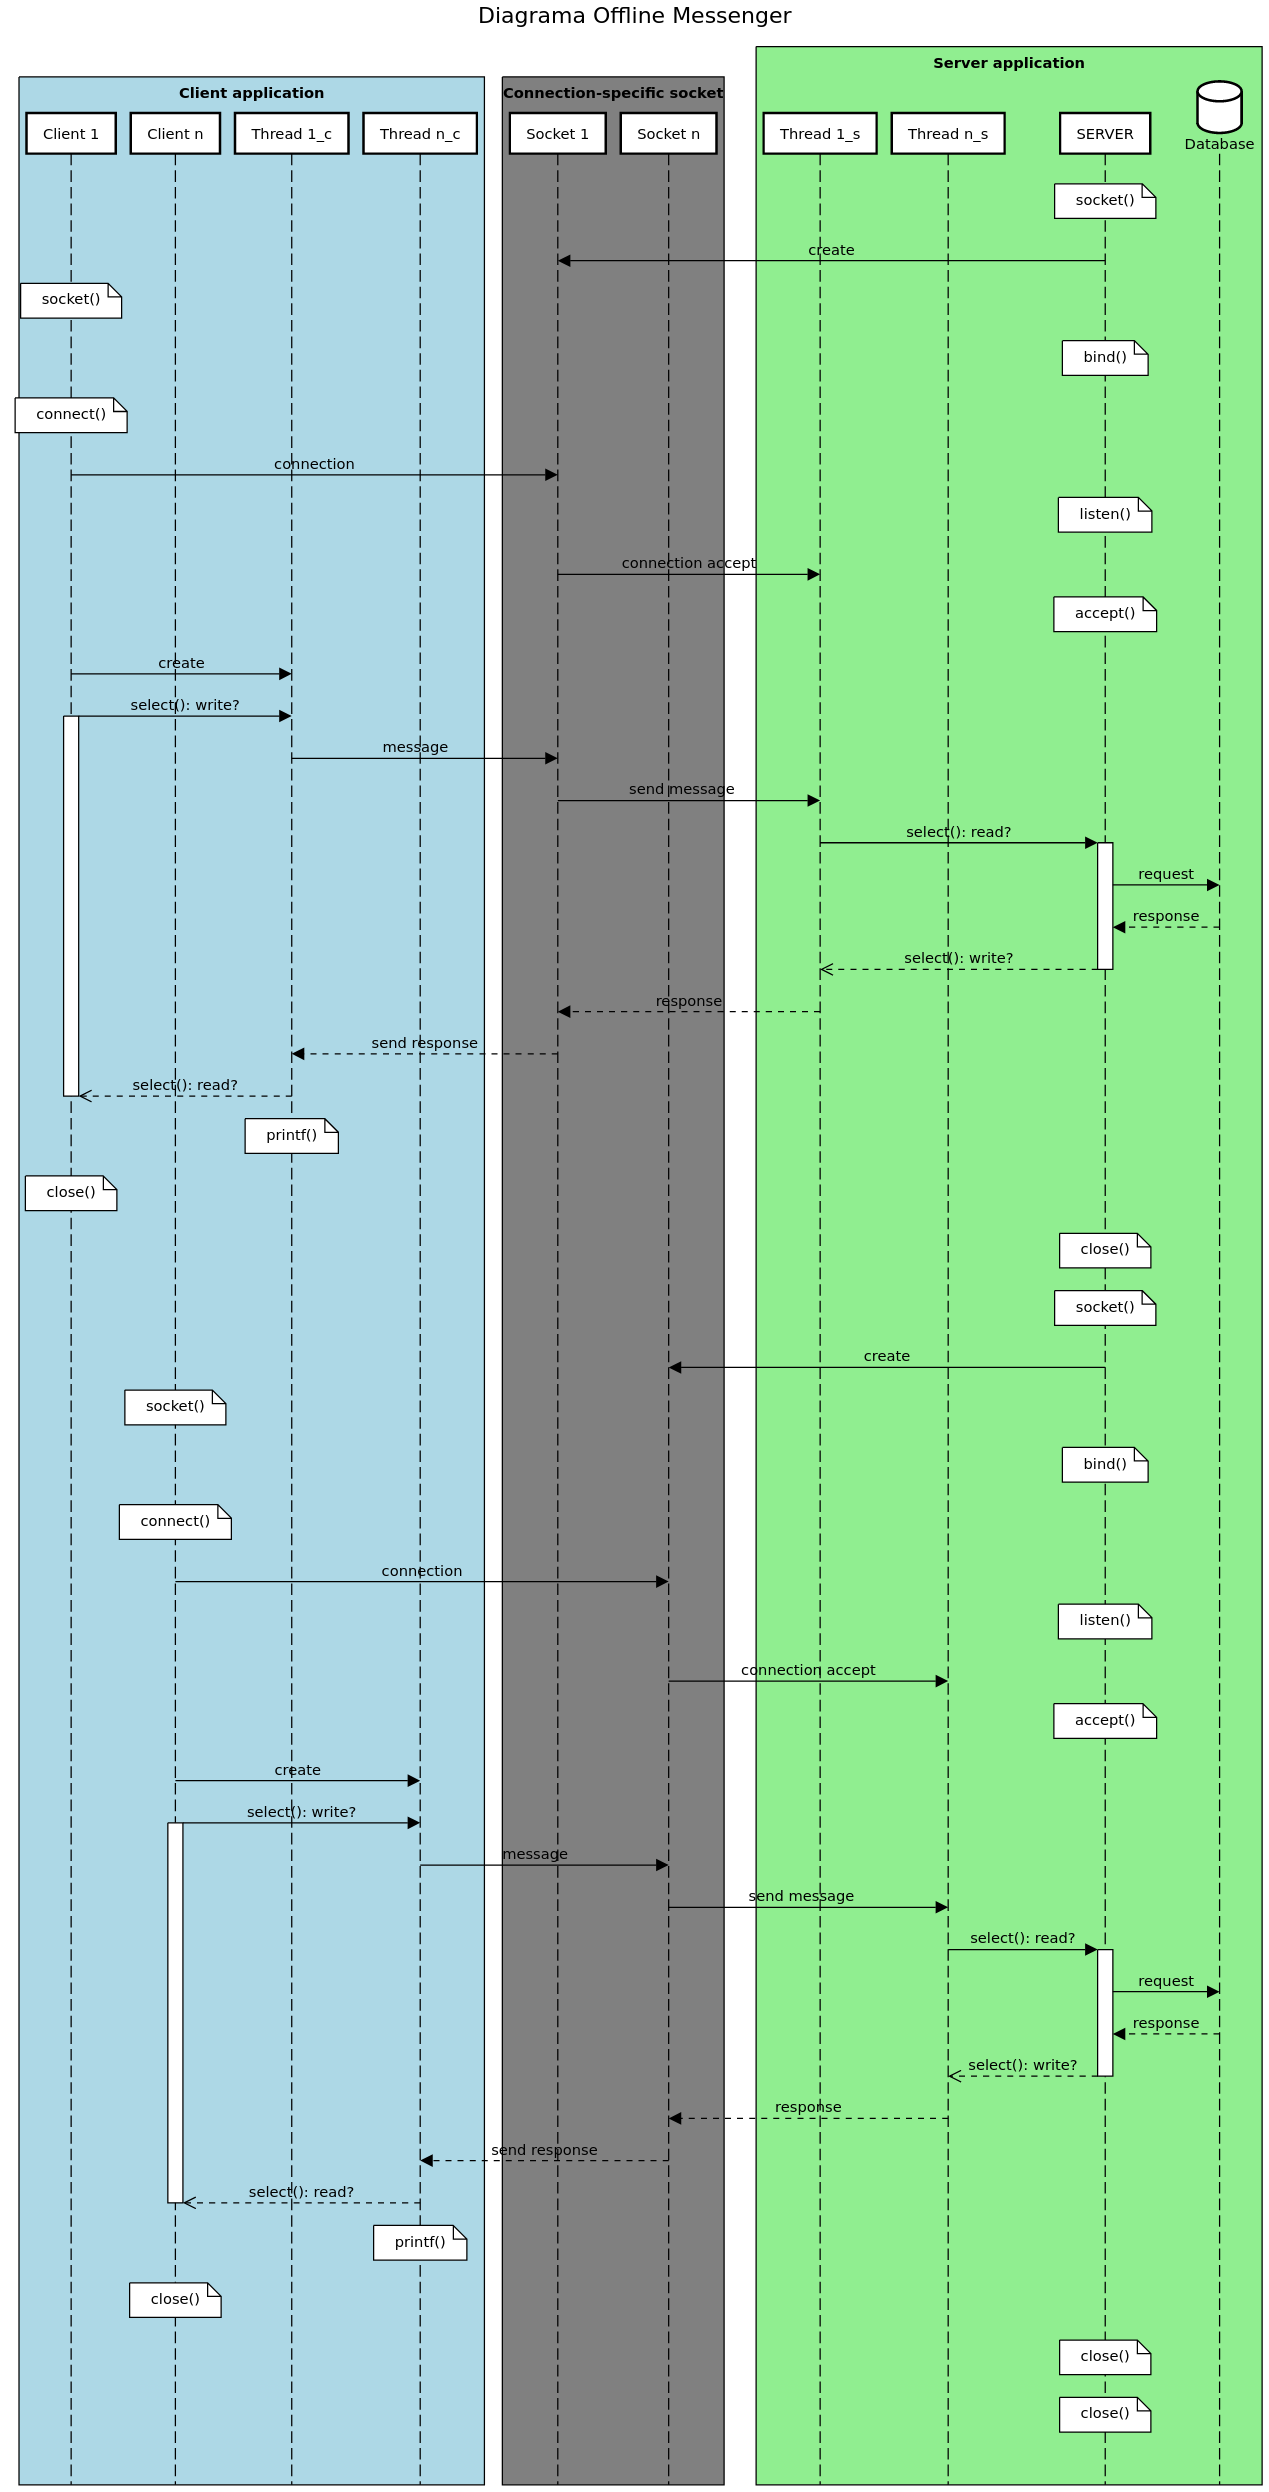 Diagrama Offline Messenger
Server application
Client application
Connection-specific socket
Client 1
Client n
Thread 1_c
Thread n_c
Socket 1
Socket n
Thread 1_s
Thread n_s
SERVER
Database
socket()
create
socket()
bind()
connect()
connection
listen()
connection accept
accept()
create
select(): write?
message
send message
select(): read?
request
response
select(): write?
response
send response
select(): read?
printf()
close()
close()
socket()
create
socket()
bind()
connect()
connection
listen()
connection accept
accept()
create
select(): write?
message
send message
select(): read?
request
response
select(): write?
response
send response
select(): read?
printf()
close()
close()
close()